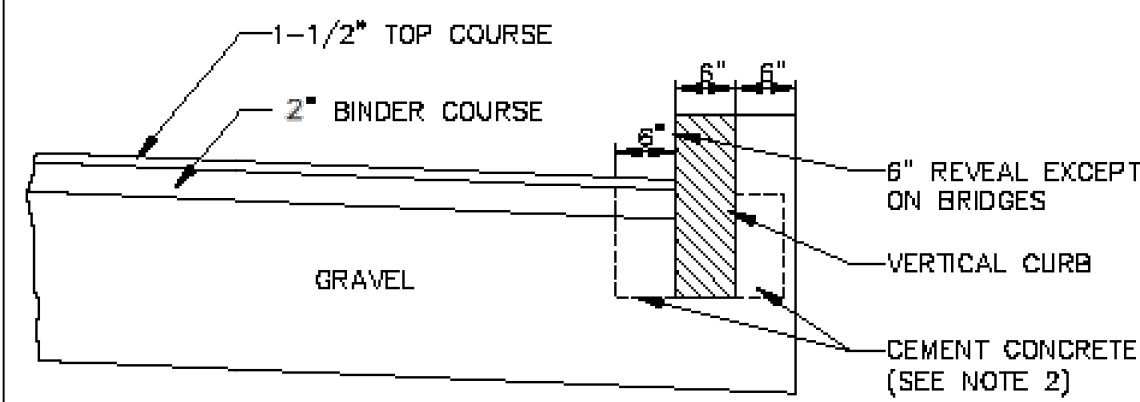 1-1/2" TOP COURSE
6" 6"
2" BINDER COURSE
6"
6" REVEAL EXCEPT
ON BRIDGES
VERTICAL CURB
GRAVEL
CEMENT CONCRETE
(SEE NOTE 2)